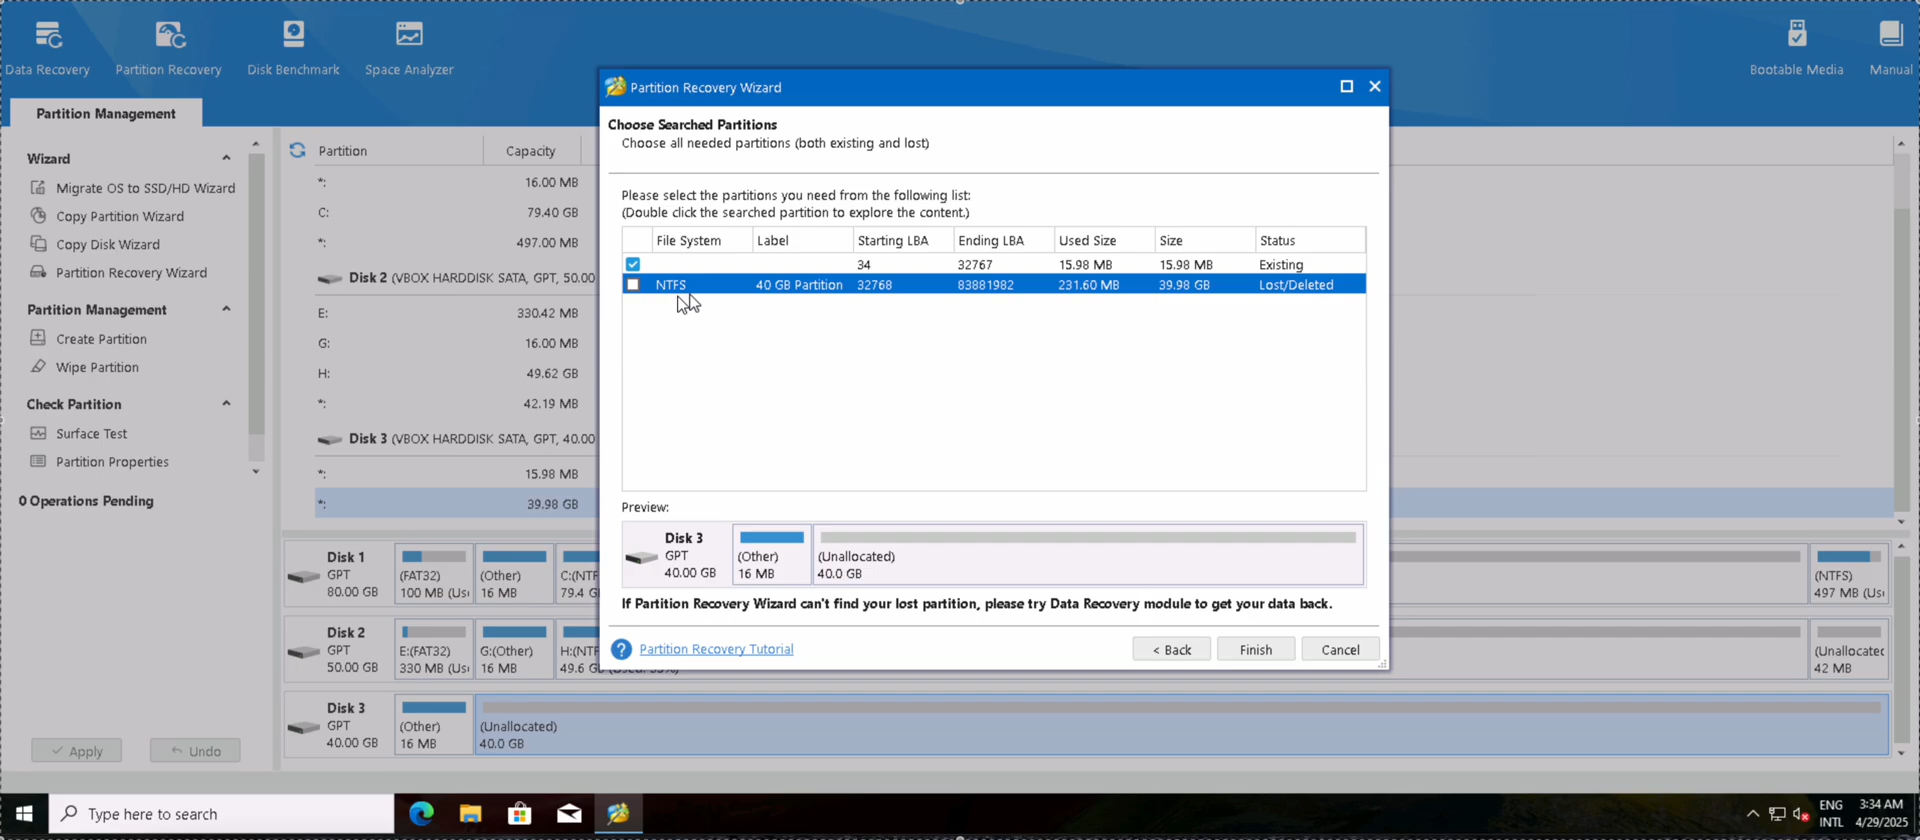 Data Recovery
Partition Recovery
Disk Benchmark
Space Analyzer
Bootable Media
Manual
Partition Management
Wizard
Migrate OS to SSD/HD Wizard
Copy Partition Wizard
Copy Disk Wizard
Partition Recovery Wizard
Partition Management
Create Partition
Wipe Partition
Check Partition
Surface Test
Partition Properties
0 Operations Pending
Apply
Undo
Partition Capacity
*: 16.00 MB
C: 79.40 GB
*: 497.00 MB
Disk 2 (VBOX HARDDISK SATA, GPT, 50.00
E: 330.42 MB
G: 16.00 MB
H: 49.62 GB
*: 42.19 MB
Disk 3 (VBOX HARDDISK SATA, GPT, 40.00
*: 15.98 MB
*: 39.98 GB
Partition Recovery Wizard
Choose Searched Partitions
Choose all needed partitions (both existing and lost)
Please select the partitions you need from the following list:
(Double click the searched partition to explore the content.)
File System Label Starting LBA Ending LBA Used Size Size Status
34 32767 15.98 MB 15.98 MB Existing
NTFS 40 GB Partition 32768 83881982 231.60 MB 39.98 GB Lost/Deleted
Preview:
Disk 3
GPT
40.00 GB
(Other)
16 MB
(Unallocated)
40.0 GB
If Partition Recovery Wizard can't find your lost partition, please try Data Recovery module to get your data back.
? Partition Recovery Tutorial
< Back
Finish
Cancel
Disk 1
GPT
80.00 GB
(FAT32)
100 MB (Us
(Other)
16 MB
C:(NTF
79.4 G
(NTFS)
497 MB (Us
Disk 2
GPT
50.00 GB
E:(FAT32)
330 MB (Us
G:(Other)
16 MB
H:(NTF
49.6 G
(Unallocatec
42 MB
Disk 3
GPT
40.00 GB
(Other)
16 MB
(Unallocated)
40.0 GB
Type here to search
ENG
INTL
3:34 AM
4/29/2025